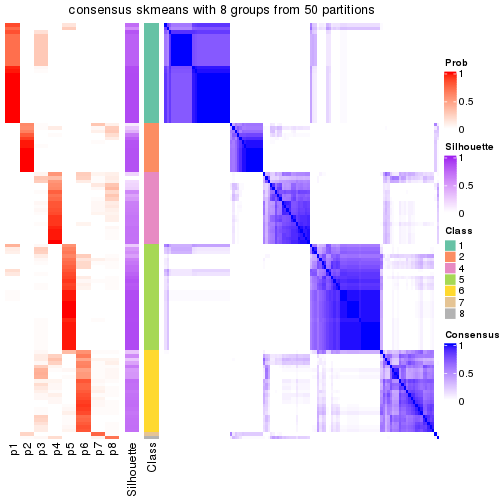 consensus skmeans with 8 groups from 50 partitions
Prob
1
0.5
0
Silhouette
1
0.5
0
Class
1
2
4
5
6
7
8
Consensus
1
0.5
0
p1
p2
p3
p4
p5
p6
p7
p8
Silhouette
Class